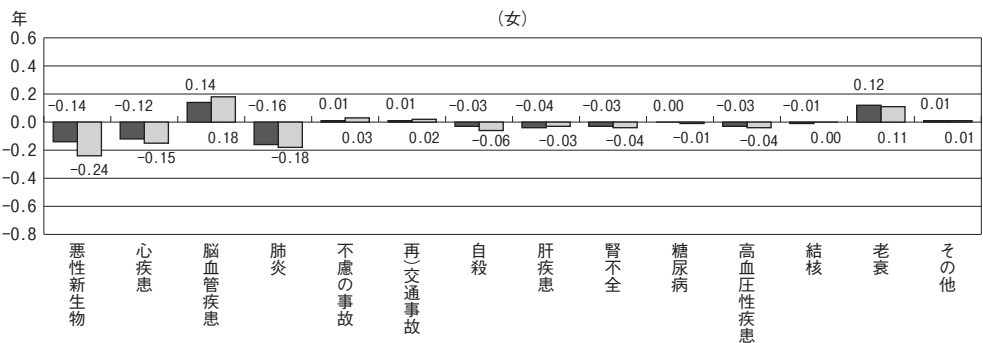 年
(女)
0.6
0.4
0.2
0.0
-0.2
-0.4
-0.6
-0.8
-0.14 -0.12 0.14 -0.16 0.01 0.01 -0.03 -0.04 -0.03 0.00 -0.03 -0.01 0.12 0.01
-0.24 -0.15 0.18 -0.18 0.03 0.02 -0.06 -0.03 -0.04 -0.01 -0.04 0.00 0.11 0.01
悪性新生物
心疾患
脳血管疾患
肺炎
不慮の事故
再)交通事故
自殺
肝疾患
腎不全
糖尿病
高血圧性疾患
結核
老衰
その他